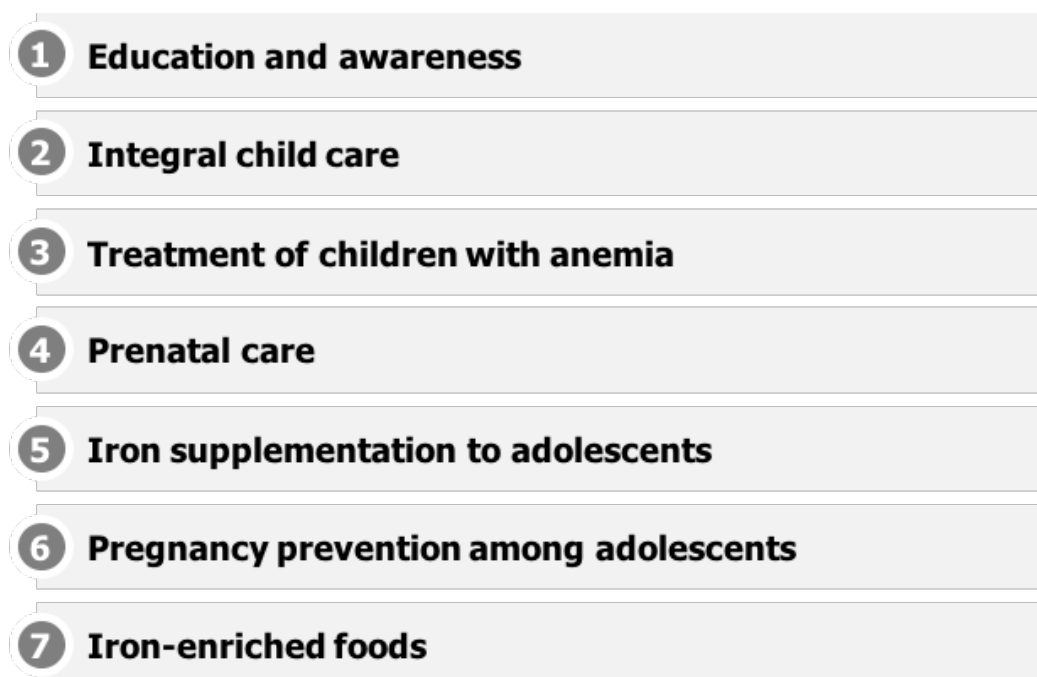 1 Education and awareness
2 Integral child care
3 Treatment of children with anemia
4 Prenatal care
5 Iron supplementation to adolescents
6 Pregnancy prevention among adolescents
7 Iron-enriched foods